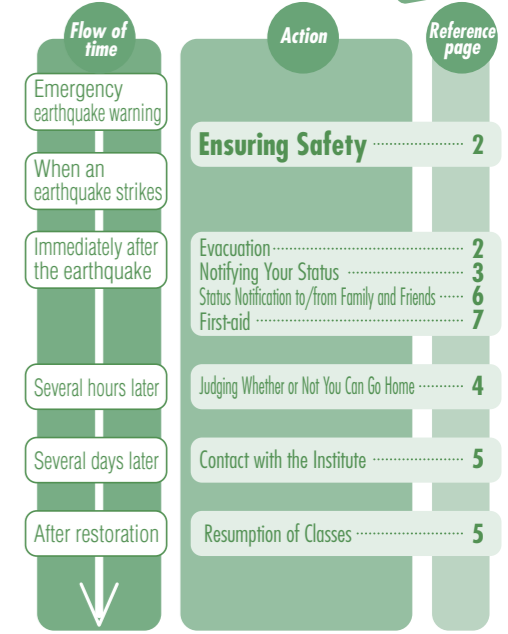 Flow of
time
Action
Reference
page
Emergency
earthquake warning
Ensuring Safety 2
When an
earthquake strikes
Immediately after
the earthquake
Evacuation 2
Notifying Your Status 3
Status Notification to/from Family and Friends 6
First-aid 7
Several hours later
Judging Whether or Not You Can Go Home 4
Several days later
Contact with the Institute 5
After restoration
Resumption of Classes 5